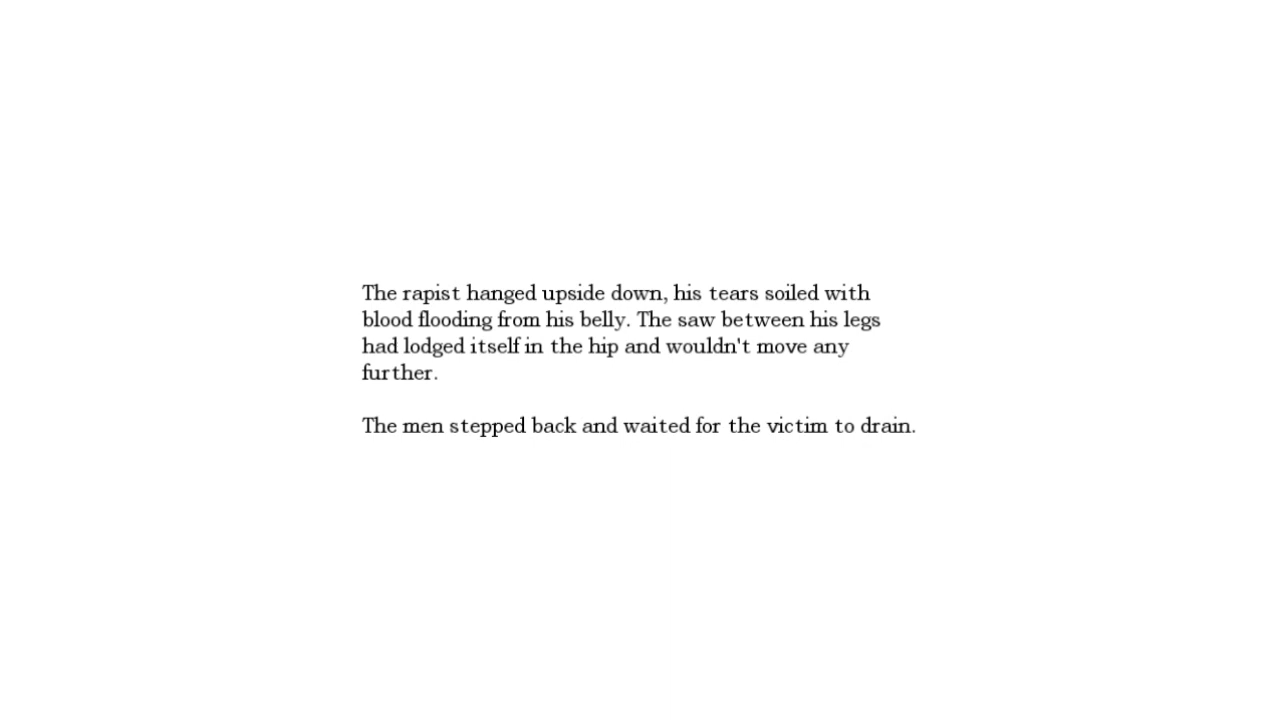 The rapist hanged upside down, his tears soiled with
blood flooding from his belly. The saw between his legs
had lodged itself in the hip and wouldn't move any
further.
The men stepped back and waited for the victim to drain.